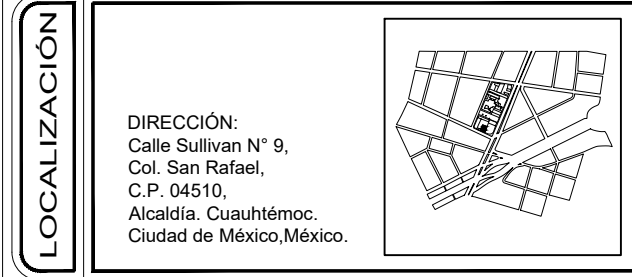 LOCALIZACIÓN
DIRECCIÓN:
Calle Sullivan N° 9,
Col. San Rafael,
C.P. 04510,
Alcaldía. Cuauhtémoc.
Ciudad de México,México.